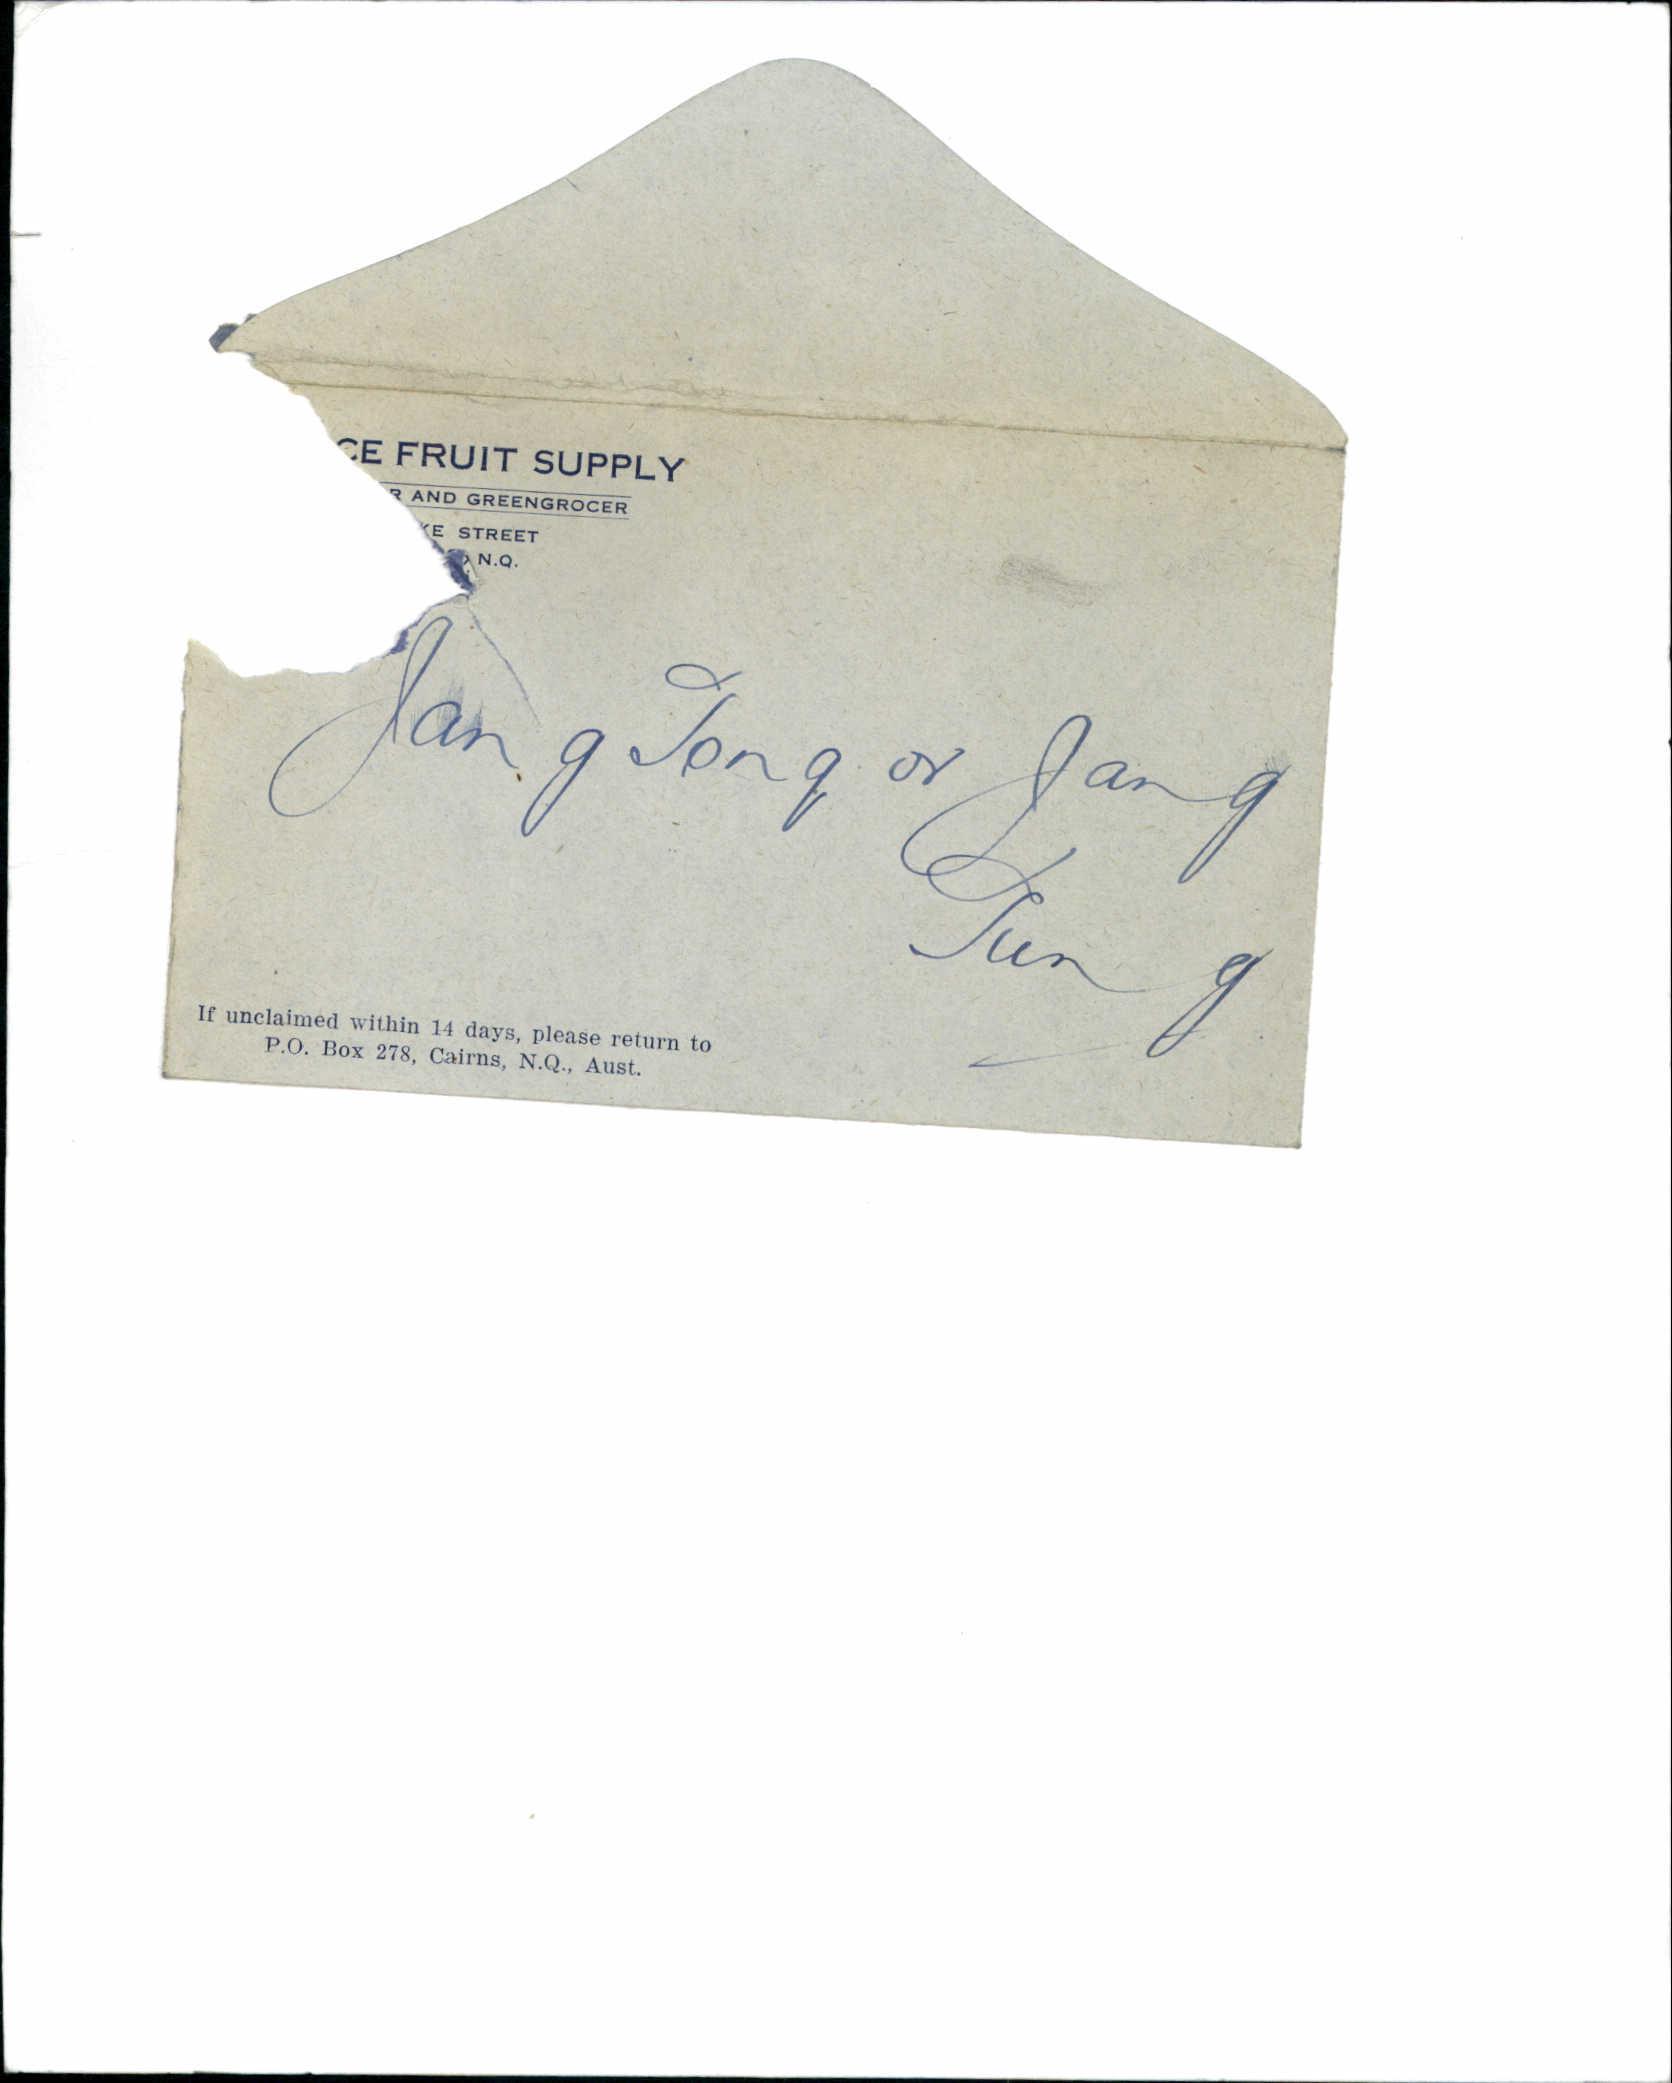 CE FRUIT SUPPLY
R AND GREENGROCER
KE STREET
N.Q.
Jang Tong or Jang
Tung
If unclaimed within 14 days, please return to
P.O. Box 278, Cairns, N.Q., Aust.